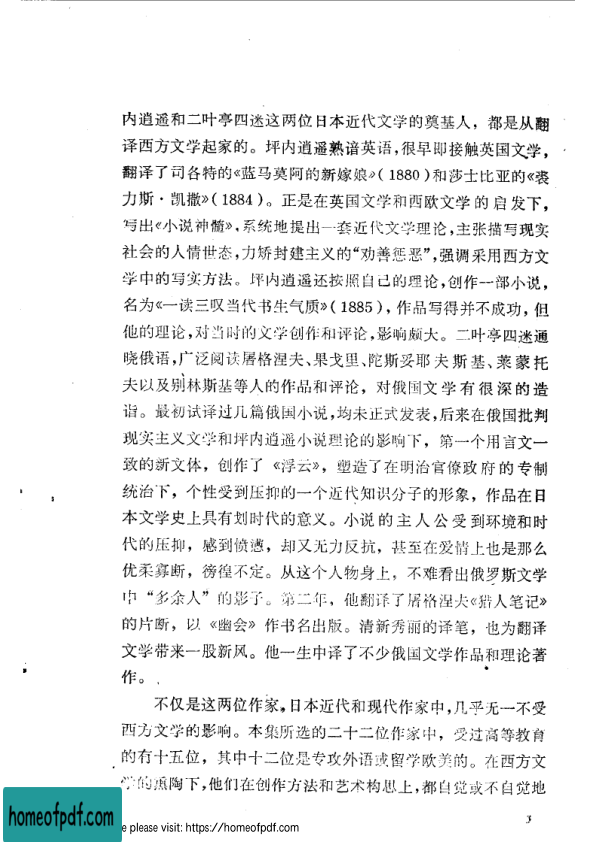 内逍遥和二叶亭四迷这两位日本近代文学的奠基人，都是从翻
译西方文学起家的。坪内逍遥熟谙英语，很早即接触英国文学，
翻译了司各特的《蓝马莫阿的新嫁娘》(1880)和莎士比亚的《裘
力斯·凯撒》(1884)。正是在英国文学和西欧文学的启发下，
写出《小说神髓》，系统地提出一套近代文学理论，主张描写现实
社会的人情世态，力矫封建主义的“劝善惩恶”，强调采用西方文
学中的写实方法。坪内逍遥还按照自己的理论，创作一部小说，
名为《一读三叹当代书生气质》(1885)，作品写得并不成功，但
他的理论，对当时的文学创作和评论，影响颇大。二叶亭四迷通
晓俄语，广泛阅读屠格涅夫、果戈里、陀斯妥耶夫斯基、莱蒙托
夫以及别林斯基等人的作品和评论，对俄国文学有很深的造
诣。最初试译过几篇俄国小说，均未正式发表，后来在俄国批判
现实主义文学和坪内逍遥小说理论的影响下，第一个用言文一
致的新文体，创作了《浮云》，塑造了在明治官僚政府的专制
统治下，个性受到压抑的一个近代知识分子的形象，作品在日
本文学史上具有划时代的意义。小说的主人公受到环境和时
代的压抑，感到愤懑，却又无力反抗，甚至在爱情上也是那么
优柔寡断，徬徨不定。从这个人物身上，不难看出俄罗斯文学
中“多余人”的影子。第二年，他翻译了屠格涅夫《猎人笔记》
的片断，以《幽会》作书名出版。清新秀丽的译笔，也为翻译
文学带来一股新风。他一生中译了不少俄国文学作品和理论著
作。
不仅是这两位作家，日本近代和现代作家中，几乎无一不受
西方文学的影响。本集所选的二十二位作家中，受过高等教育
的有十五位，其中十二位是专攻外语或留学欧美的。在西方文
学的熏陶下，他们在创作方法和艺术构思上，都自觉或不自觉地
3
homeofpdf.com
e please visit: https://homeofpdf.com